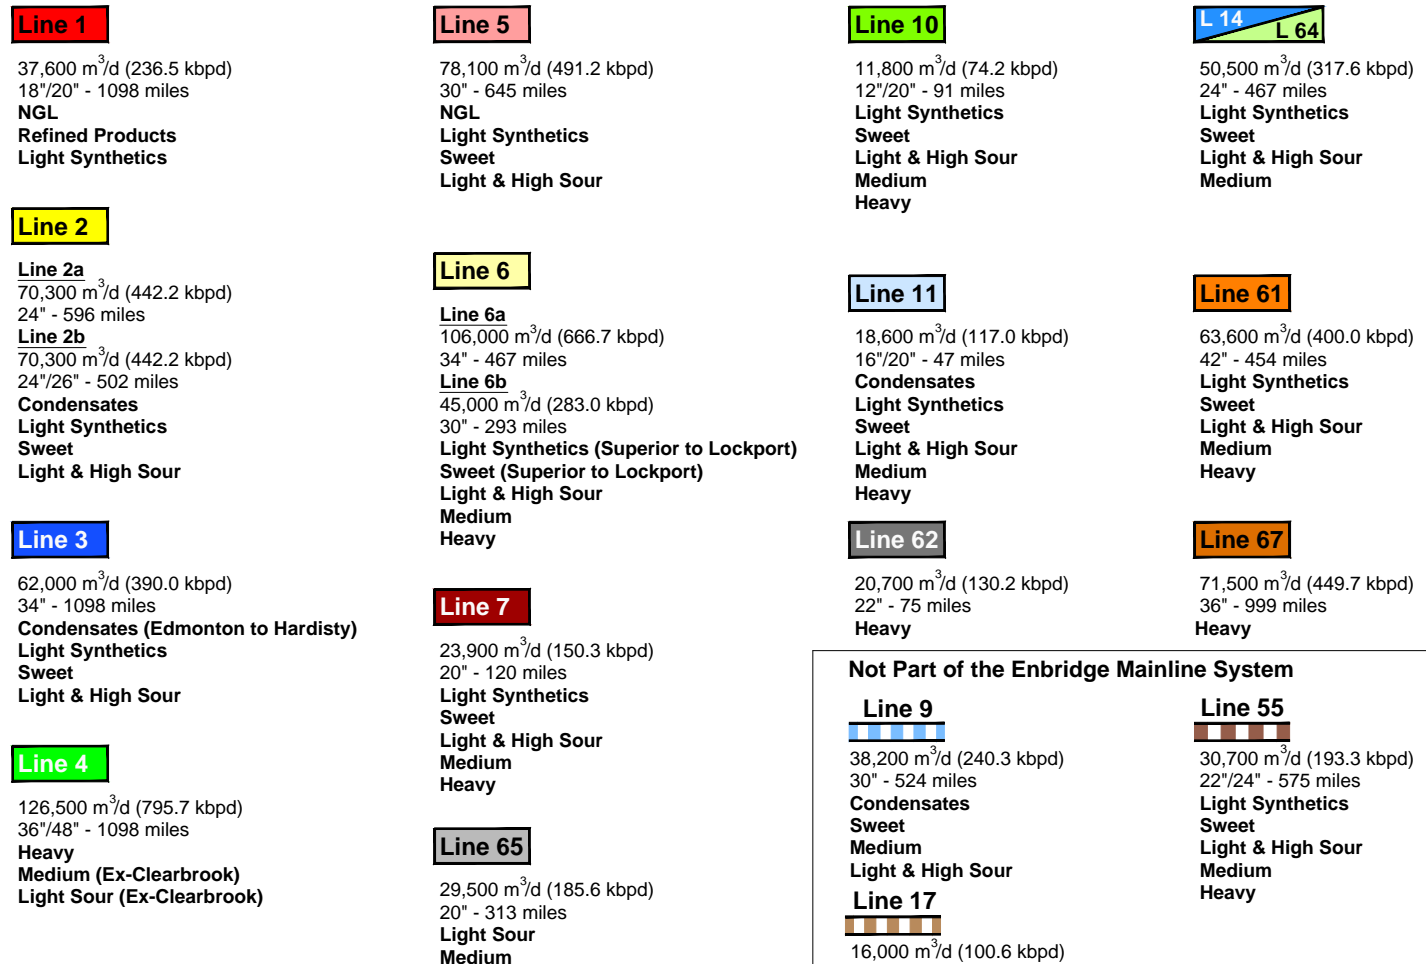 Line 1
37,600 m3/d (236.5 kbpd)
18"/20" - 1098 miles
NGL
Refined Products
Light Synthetics
Line 2
Line 2a
70,300 m3/d (442.2 kbpd)
24" - 596 miles
Line 2b
70,300 m3/d (442.2 kbpd)
24"/26" - 502 miles
Condensates
Light Synthetics
Sweet
Light & High Sour
Line 3
62,000 m3/d (390.0 kbpd)
34" - 1098 miles
Condensates (Edmonton to Hardisty)
Light Synthetics
Sweet
Light & High Sour
Line 4
126,500 m3/d (795.7 kbpd)
36"/48" - 1098 miles
Heavy
Medium (Ex-Clearbrook)
Light Sour (Ex-Clearbrook)
Line 5
78,100 m3/d (491.2 kbpd)
30" - 645 miles
NGL
Light Synthetics
Sweet
Light & High Sour
Line 6
Line 6a
106,000 m3/d (666.7 kbpd)
34" - 467 miles
Line 6b
45,000 m3/d (283.0 kbpd)
30" - 293 miles
Light Synthetics (Superior to Lockport)
Sweet (Superior to Lockport)
Light & High Sour
Medium
Heavy
Line 7
23,900 m3/d (150.3 kbpd)
20" - 120 miles
Light Synthetics
Sweet
Light & High Sour
Medium
Heavy
Line 65
29,500 m3/d (185.6 kbpd)
20" - 313 miles
Light Sour
Medium
Line 10
11,800 m3/d (74.2 kbpd)
12"/20" - 91 miles
Light Synthetics
Sweet
Light & High Sour
Medium
Heavy
Line 11
18,600 m3/d (117.0 kbpd)
16"/20" - 47 miles
Condensates
Light Synthetics
Sweet
Light & High Sour
Medium
Heavy
Line 62
20,700 m3/d (130.2 kbpd)
22" - 75 miles
Heavy
L 14
L 64
50,500 m3/d (317.6 kbpd)
24" - 467 miles
Light Synthetics
Sweet
Light & High Sour
Medium
Line 61
63,600 m3/d (400.0 kbpd)
42" - 454 miles
Light Synthetics
Sweet
Light & High Sour
Medium
Heavy
Line 67
71,500 m3/d (449.7 kbpd)
36" - 999 miles
Heavy
Not Part of the Enbridge Mainline System
Line 9
38,200 m3/d (240.3 kbpd)
30" - 524 miles
Condensates
Sweet
Medium
Light & High Sour
Line 17
16,000 m3/d (100.6 kbpd)
Line 55
30,700 m3/d (193.3 kbpd)
22"/24" - 575 miles
Light Synthetics
Sweet
Light & High Sour
Medium
Heavy